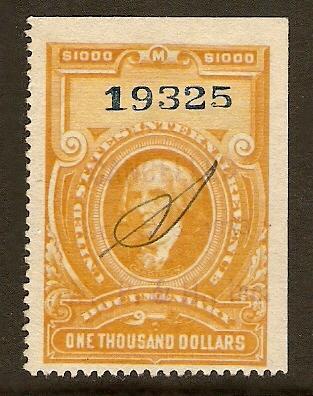 $1000 M $1000
19325
UNITED STATES INTERNAL REVENUE
DOCUMENTARY
ONE THOUSAND DOLLARS